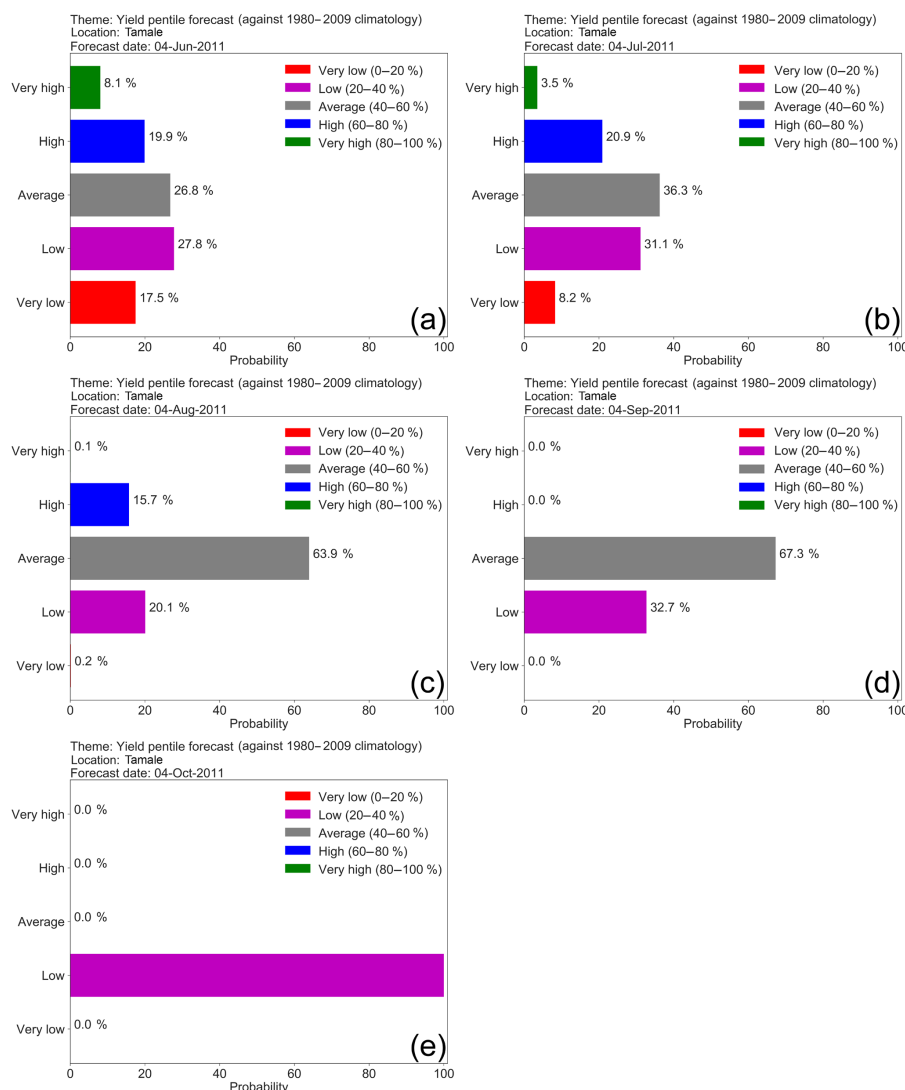 Theme: Yield pentile forecast (against 1980–2009 climatology)
Location: Tamale
Forecast date: 04-Jun-2011
Very high
8.1 %
High
19.9 %
Average
26.8 %
Low
27.8 %
Very low
17.5 %
Very low (0–20 %)
Low (20–40 %)
Average (40–60 %)
High (60–80 %)
Very high (80–100 %)
(a)
0 20 40 60 80 100
Probability
Theme: Yield pentile forecast (against 1980–2009 climatology)
Location: Tamale
Forecast date: 04-Jul-2011
Very high
3.5 %
High
20.9 %
Average
36.3 %
Low
31.1 %
Very low
8.2 %
Very low (0–20 %)
Low (20–40 %)
Average (40–60 %)
High (60–80 %)
Very high (80–100 %)
(b)
0 20 40 60 80 100
Probability
Theme: Yield pentile forecast (against 1980–2009 climatology)
Location: Tamale
Forecast date: 04-Aug-2011
Very high
0.1 %
High
15.7 %
Average
63.9 %
Low
20.1 %
Very low
0.2 %
Very low (0–20 %)
Low (20–40 %)
Average (40–60 %)
High (60–80 %)
Very high (80–100 %)
(c)
0 20 40 60 80 100
Probability
Theme: Yield pentile forecast (against 1980–2009 climatology)
Location: Tamale
Forecast date: 04-Sep-2011
Very high
0.0 %
High
0.0 %
Average
67.3 %
Low
32.7 %
Very low
0.0 %
Very low (0–20 %)
Low (20–40 %)
Average (40–60 %)
High (60–80 %)
Very high (80–100 %)
(d)
0 20 40 60 80 100
Probability
Theme: Yield pentile forecast (against 1980–2009 climatology)
Location: Tamale
Forecast date: 04-Oct-2011
Very high
0.0 %
High
0.0 %
Average
0.0 %
Low
Very low
0.0 %
Very low (0–20 %)
Low (20–40 %)
Average (40–60 %)
High (60–80 %)
Very high (80–100 %)
(e)
0 20 40 60 80 100
Probability